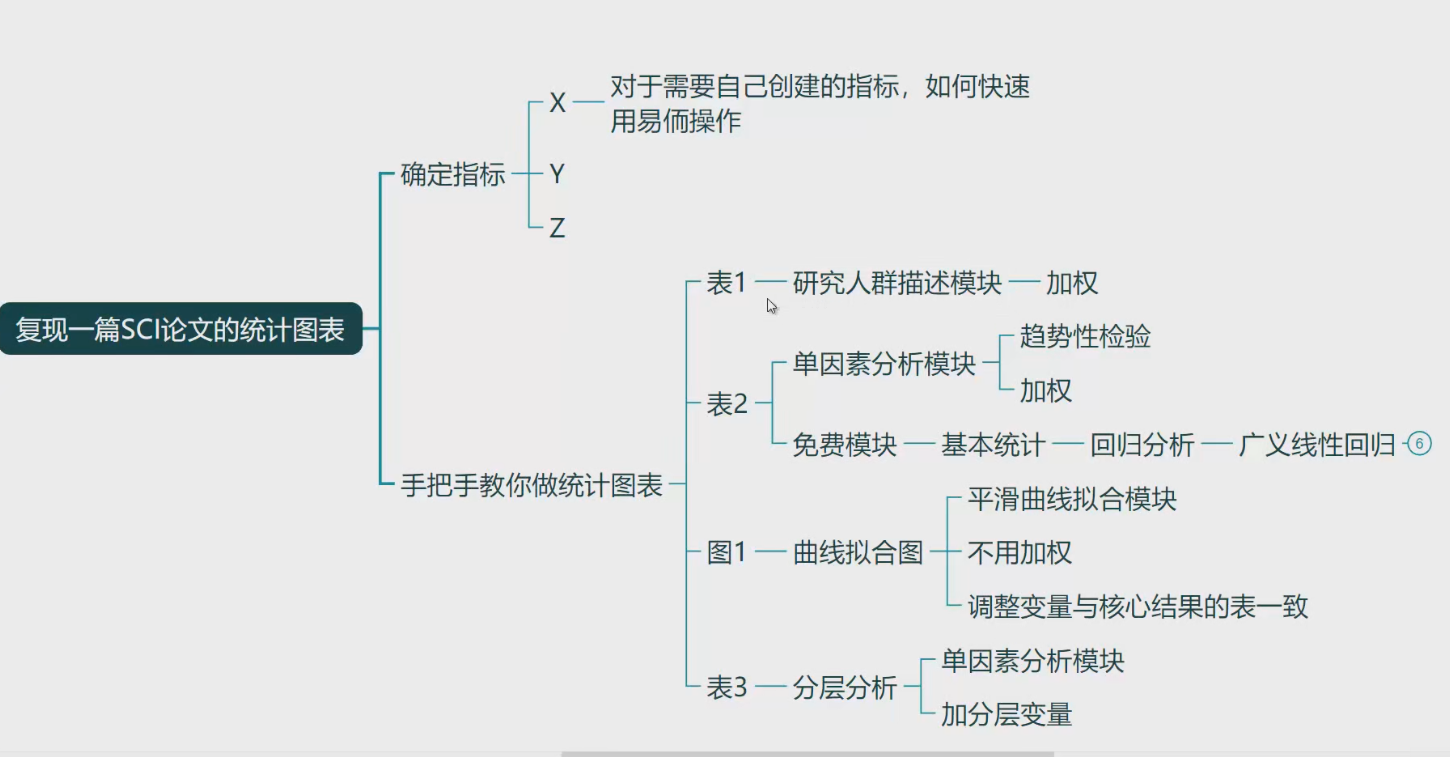 对于需要自己创建的指标，如何快速
用易侕操作
X
确定指标
Y
Z
表1
研究人群描述模块
加权
复现一篇SCI论文的统计图表
趋势性检验
单因素分析模块
加权
表2
免费模块
基本统计
回归分析
广义线性回归
6
手把手教你做统计图表
平滑曲线拟合模块
图1
曲线拟合图
不用加权
调整变量与核心结果的表一致
单因素分析模块
表3
分层分析
加分层变量